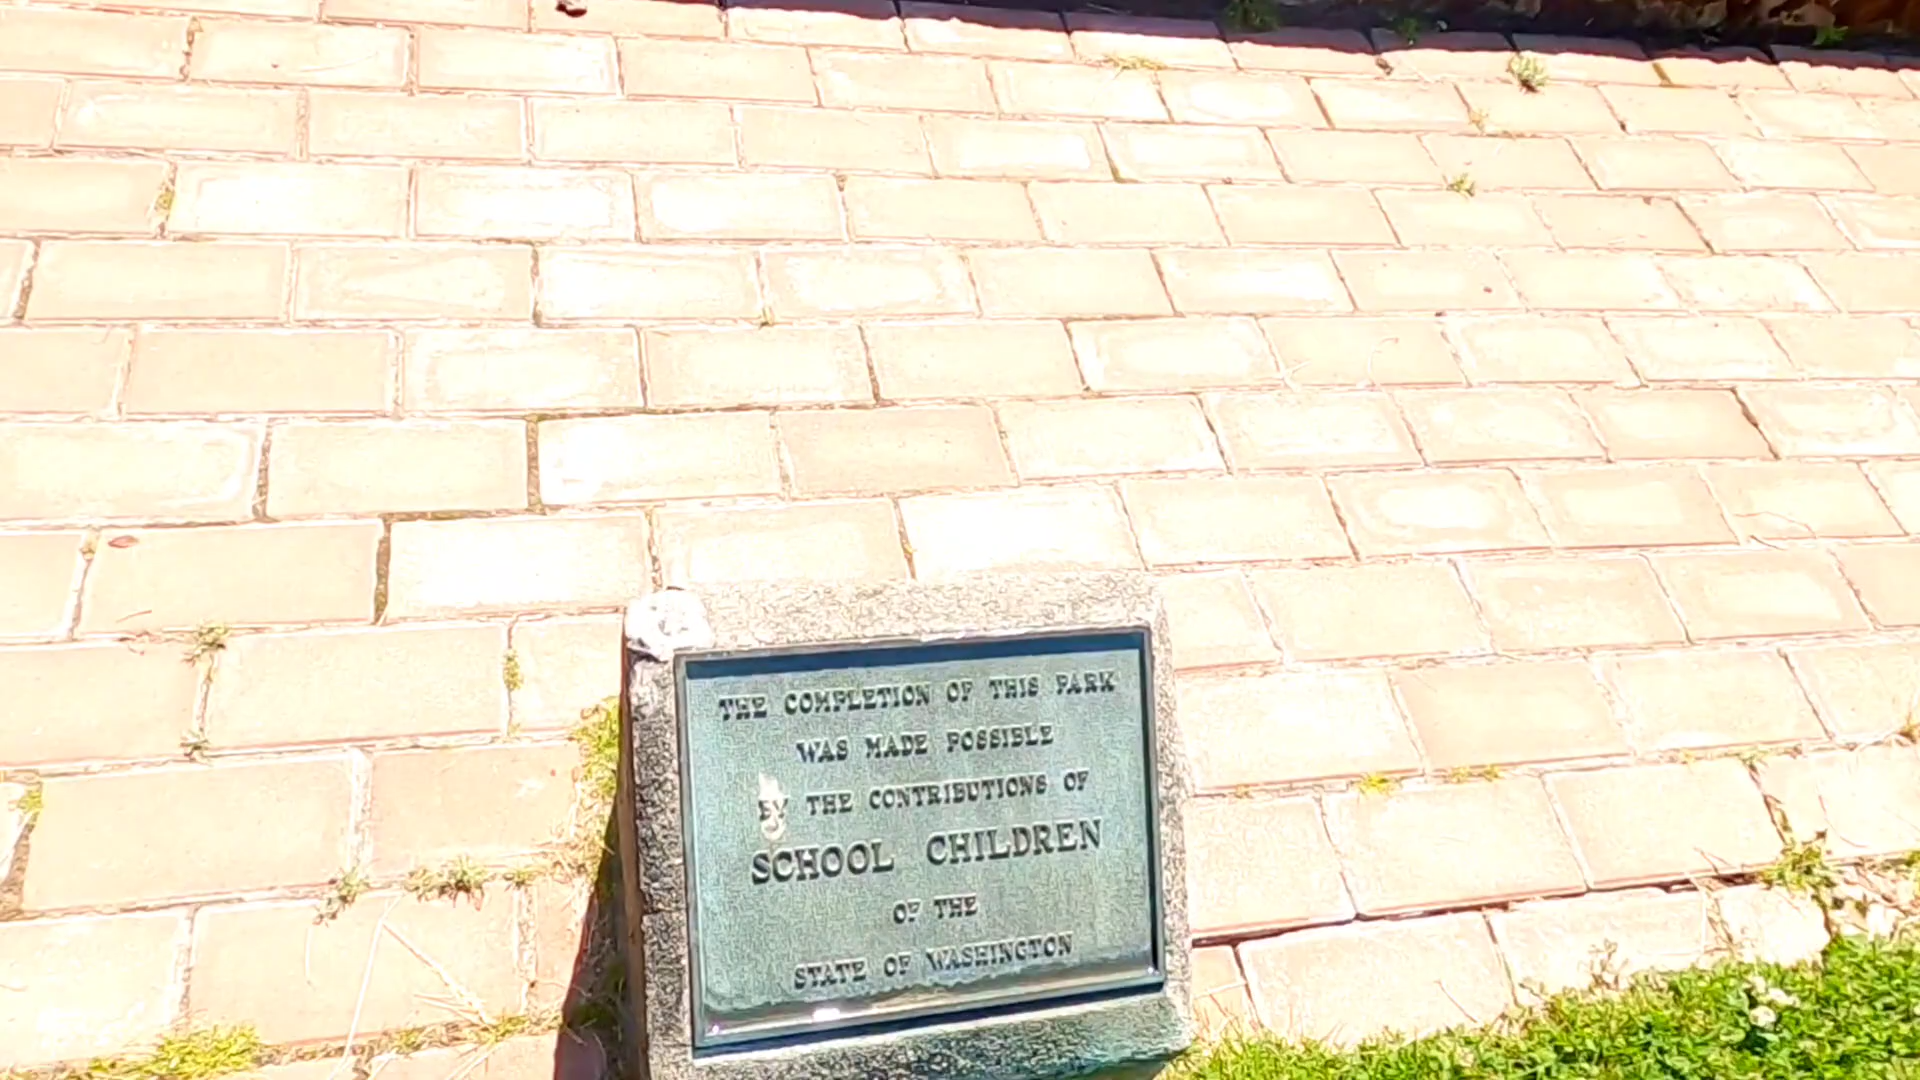 THE COMPLETION OF THIS PARK
WAS MADE POSSIBLE
BY THE CONTRIBUTIONS OF
SCHOOL CHILDREN
OF THE
STATE OF WASHINGTON